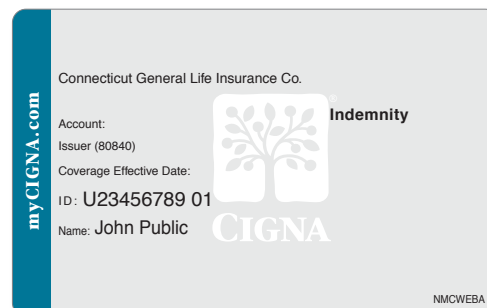 myCIGNA.com
Connecticut General Life Insurance Co.
Indemnity
Account:
Issuer (80840)
Coverage Effective Date:
ID: U23456789 01
Name: John Public
CIGNA
®
NMCWEBA